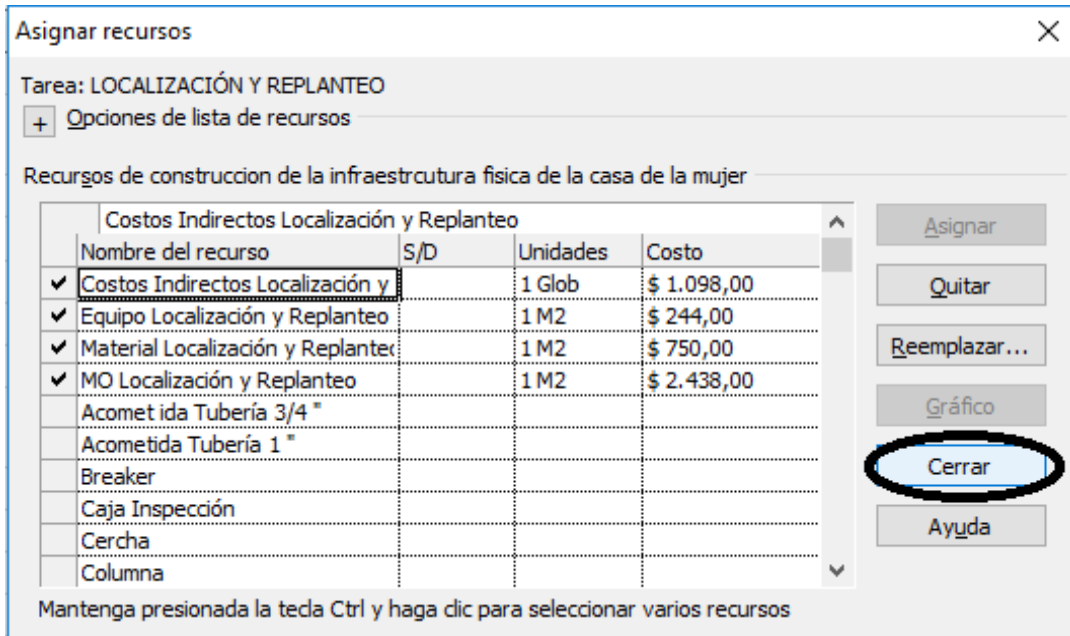 Asignar recursos
Tarea: LOCALIZACIÓN Y REPLANTEO
+ Opciones de lista de recursos
Recursos de construccion de la infraestrcutura fisica de la casa de la mujer
Costos Indirectos Localización y Replanteo
Nombre del recurso S/D Unidades Costo
Costos Indirectos Localización y 1 Glob $ 1.098,00
Equipo Localización y Replanteo 1 M2 $ 244,00
Material Localización y Replanteo 1 M2 $ 750,00
MO Localización y Replanteo 1 M2 $ 2.438,00
Acomet ida Tubería 3/4 "
Acometida Tubería 1 "
Breaker
Caja Inspección
Cercha
Columna
Asignar
Quitar
Reemplazar...
Gráfico
Cerrar
Ayuda
Mantenga presionada la tecla Ctrl y haga clic para seleccionar varios recursos